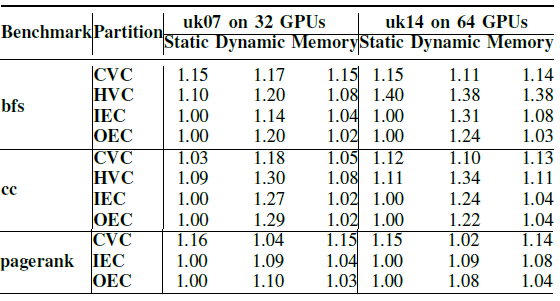 Benchmark Partition uk07 on 32 GPUs uk14 on 64 GPUs
Static Dynamic Memory Static Dynamic Memory
bfs CVC 1.15 1.17 1.15 1.15 1.11 1.14
HVC 1.10 1.20 1.08 1.40 1.38 1.38
IEC 1.00 1.14 1.04 1.00 1.31 1.08
OEC 1.00 1.20 1.02 1.00 1.24 1.03
cc CVC 1.03 1.18 1.05 1.12 1.10 1.13
HVC 1.09 1.30 1.08 1.11 1.34 1.11
IEC 1.00 1.27 1.02 1.00 1.24 1.04
OEC 1.00 1.29 1.02 1.00 1.22 1.04
pagerank CVC 1.16 1.04 1.15 1.15 1.02 1.14
IEC 1.00 1.09 1.04 1.00 1.09 1.08
OEC 1.00 1.10 1.03 1.00 1.08 1.04